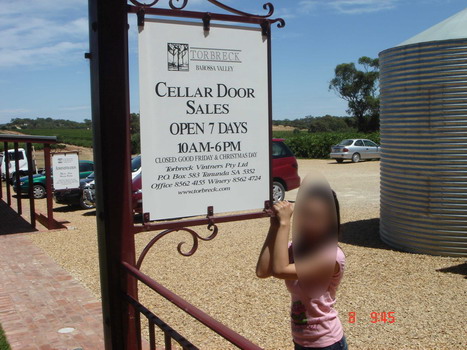 TORBRECK
BAROSSA VALLEY
CELLAR DOOR
SALES
OPEN 7 DAYS
10AM-6PM
CLOSED GOOD FRIDAY & CHRISTMAS DAY
Torbreck Vintners Pty Ltd
P.O. Box 583 Tanunda SA 5352
Office 8562 4155 Winery 8562 4724
www.torbreck.com
8 9:45